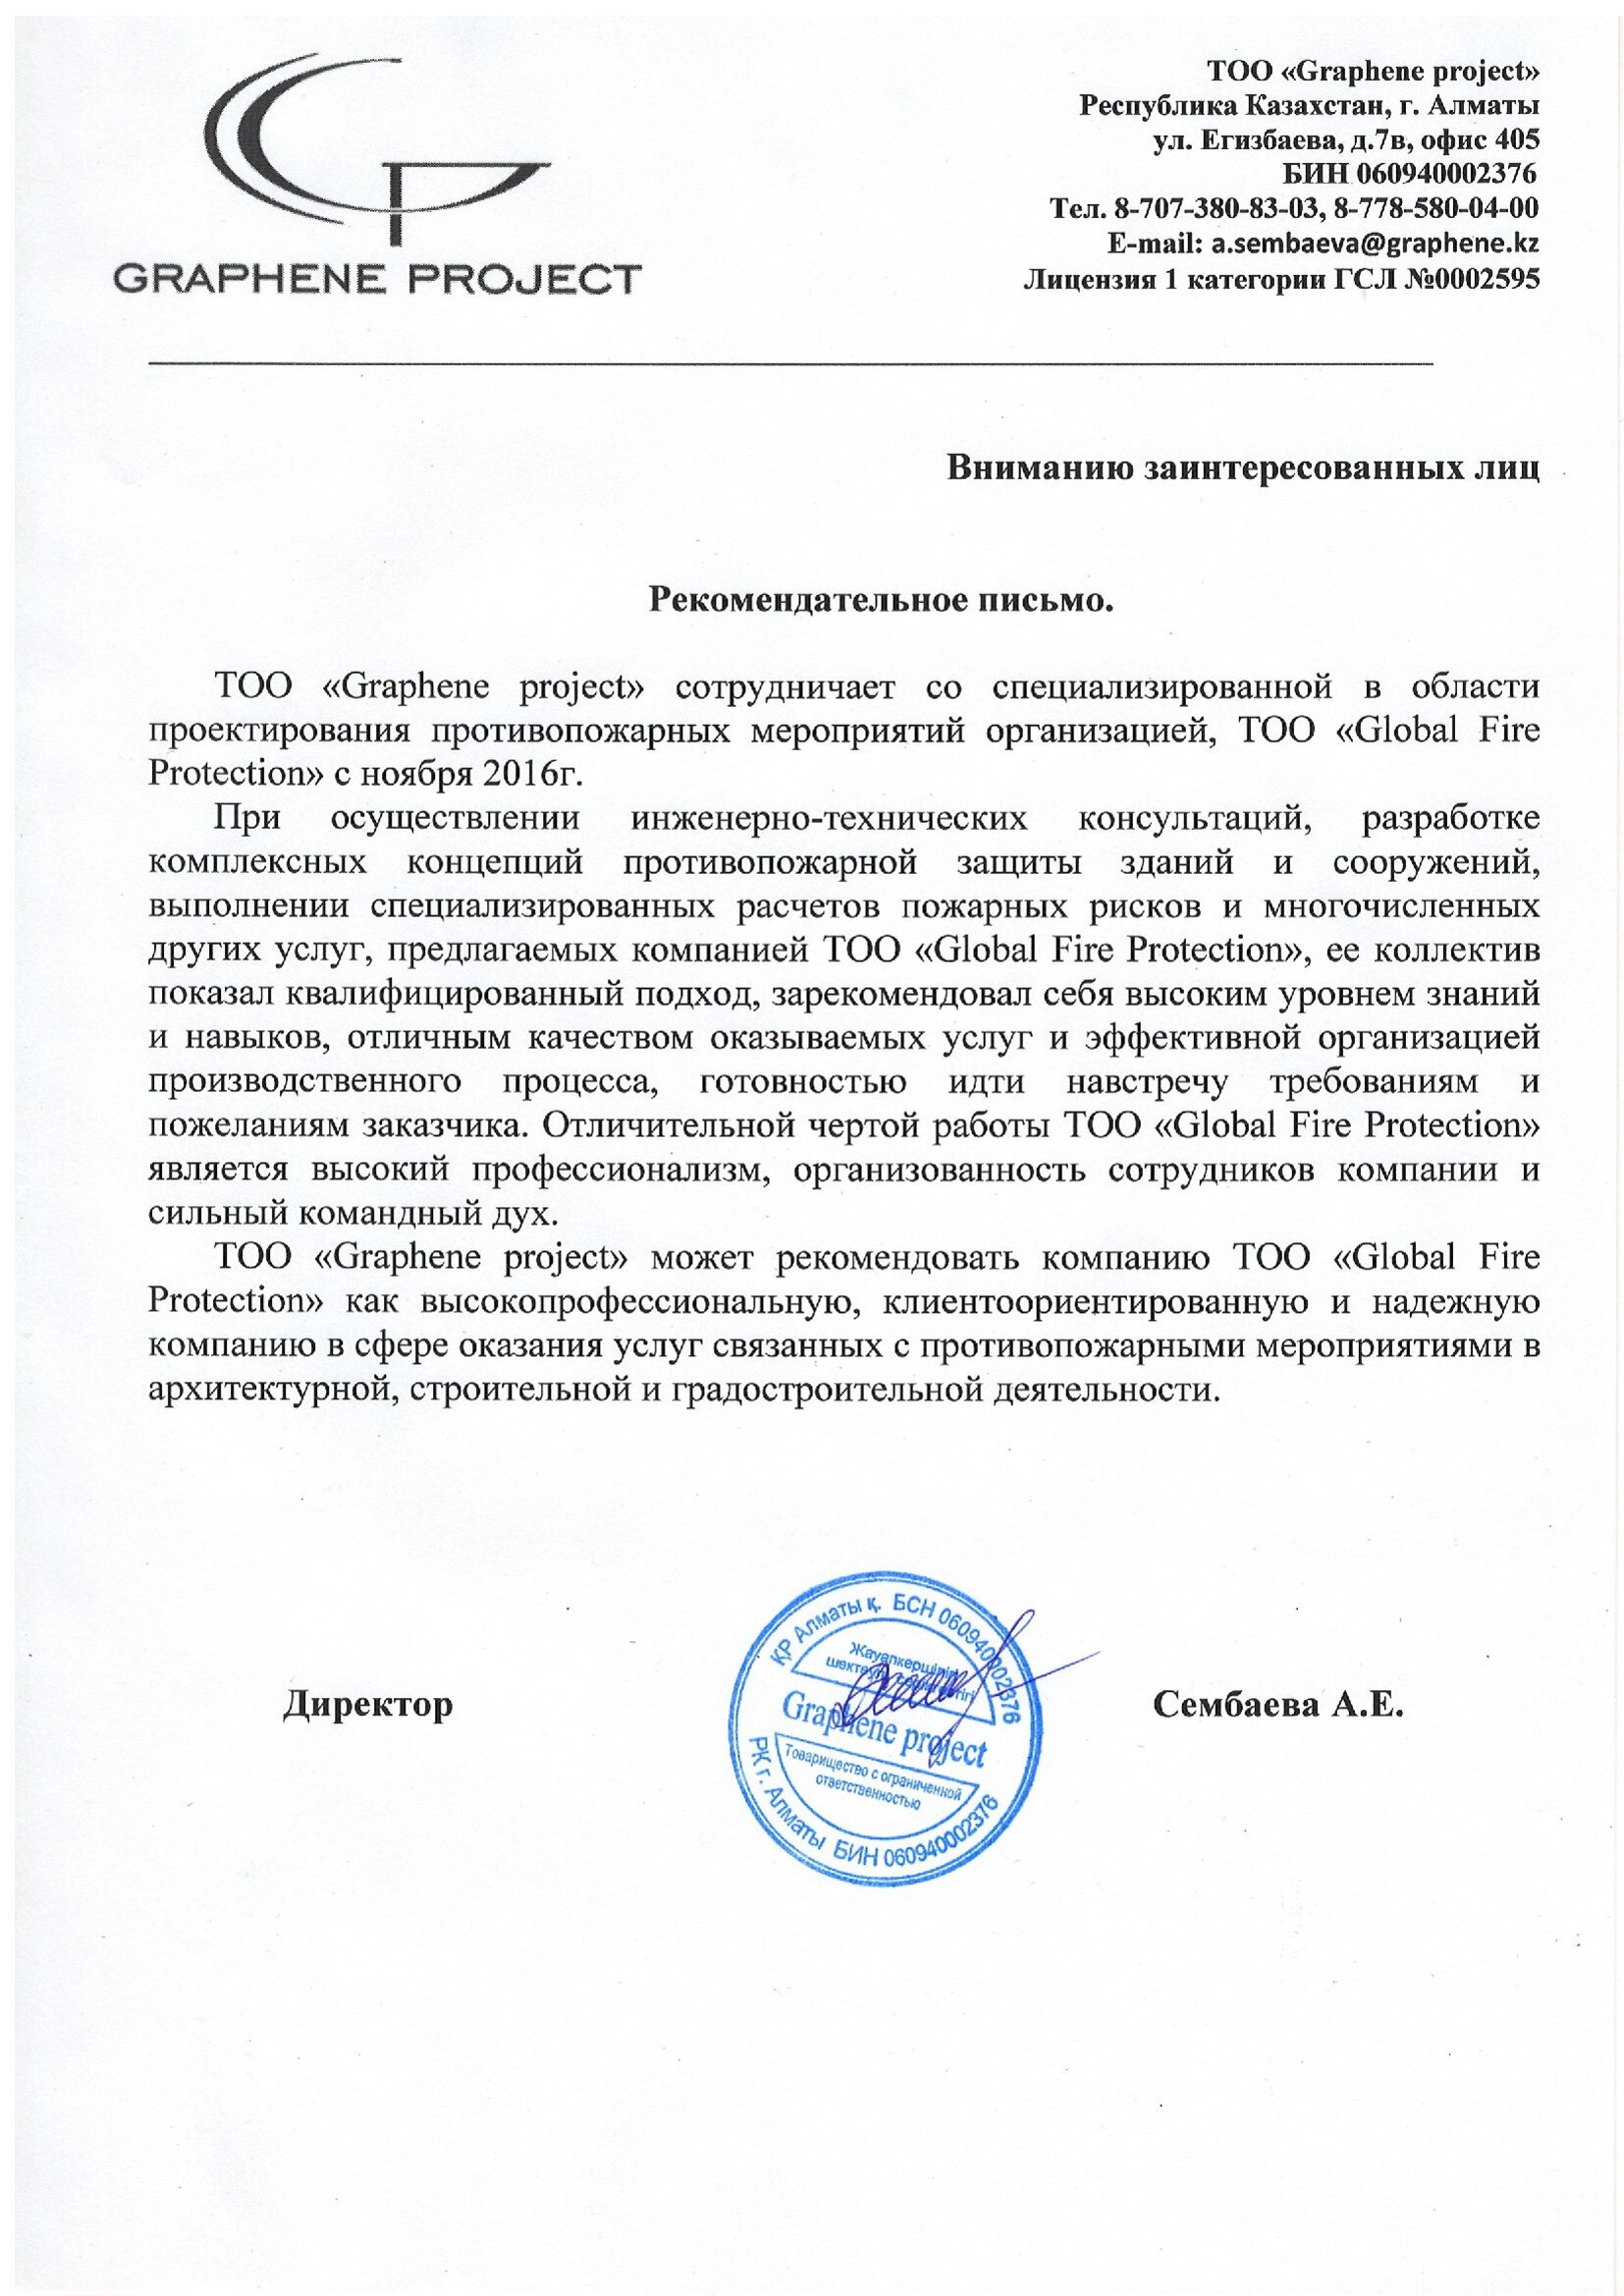 GRAPHENE PROJECT
ТОО «Graphene project»
Республика Казахстан, г. Алматы
ул. Егизбаева, д.7в, офис 405
БИН 060940002376
Тел. 8-707-380-83-03, 8-778-580-04-00
E-mail: a.sembaeva@graphene.kz
Лицензия 1 категории ГСЛ №0002595
Вниманию заинтересованных лиц
Рекомендательное письмо.
ТОО «Graphene project» сотрудничает со специализированной в области
проектирования противопожарных мероприятий организацией, ТОО «Global Fire
Protection» с ноября 2016г.
При осуществлении инженерно-технических консультаций, разработке
комплексных концепций противопожарной защиты зданий и сооружений,
выполнении специализированных расчетов пожарных рисков и многочисленных
других услуг, предлагаемых компанией ТОО «Global Fire Protection», ее коллектив
показал квалифицированный подход, зарекомендовал себя высоким уровнем знаний
и навыков, отличным качеством оказываемых услуг и эффективной организацией
производственного процесса, готовностью идти навстречу требованиям и
пожеланиям заказчика. Отличительной чертой работы ТОО «Global Fire Protection»
является высокий профессионализм, организованность сотрудников компании и
сильный командный дух.
ТОО «Graphene project» может рекомендовать компанию ТОО «Global Fire
Protection» как высокопрофессиональную, клиентоориентированную и надежную
компанию в сфере оказания услуг связанных с противопожарными мероприятиями в
архитектурной, строительной и градостроительной деятельности.
Директор
ҚР Алматы қ. БСН 060940002376
Graphene project
Товарищество с ограниченной
ответственностью
РК г. Алматы БИН 060940002376
Сембаева А.Е.